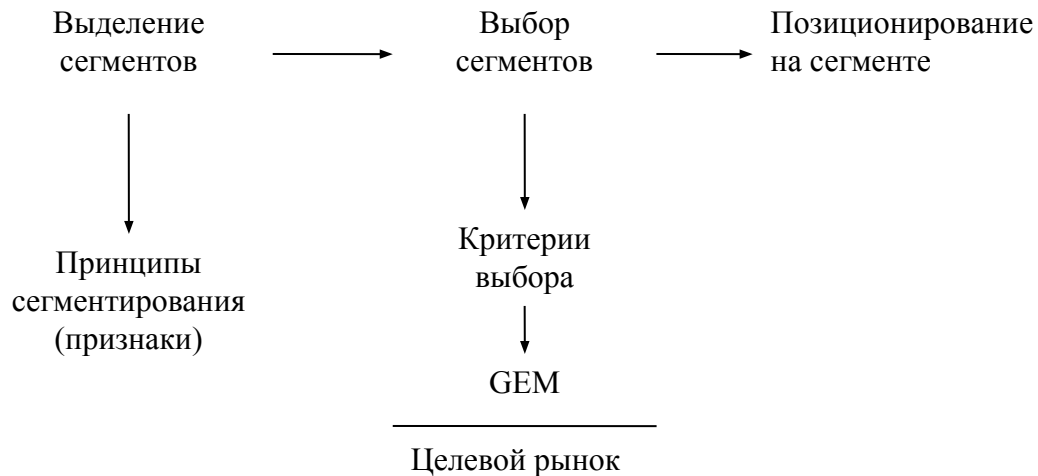 Выделение
сегментов
Выбор
сегментов
Позиционирование
на сегменте
Принципы
сегментирования
(признаки)
Критерии
выбора
GEM
Целевой рынок